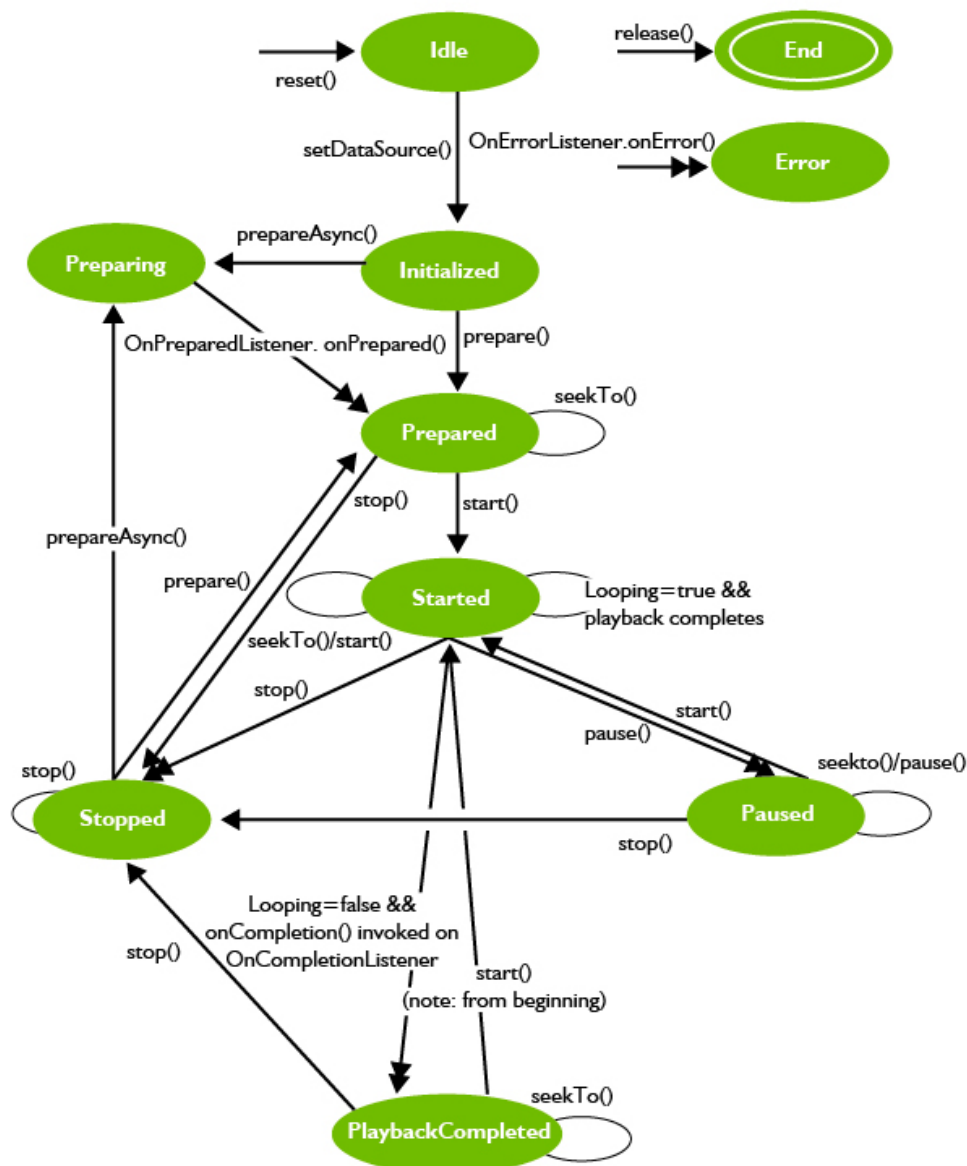 Idle
release()
End
reset()
setDataSource()
OnErrorListener.onError()
Error
prepareAsync()
Preparing
Initialized
OnPreparedListener. onPrepared()
prepare()
seekTo()
Prepared
stop()
start()
prepareAsync()
prepare()
Started
Looping=true &&
playback completes
seekTo()/start()
stop()
start()
pause()
stop()
seekto()/pause()
Stopped
Paused
stop()
Looping=false &&
onCompletion() invoked on
OnCompletionListener
stop()
start()
(note: from beginning)
seekTo()
PlaybackCompleted